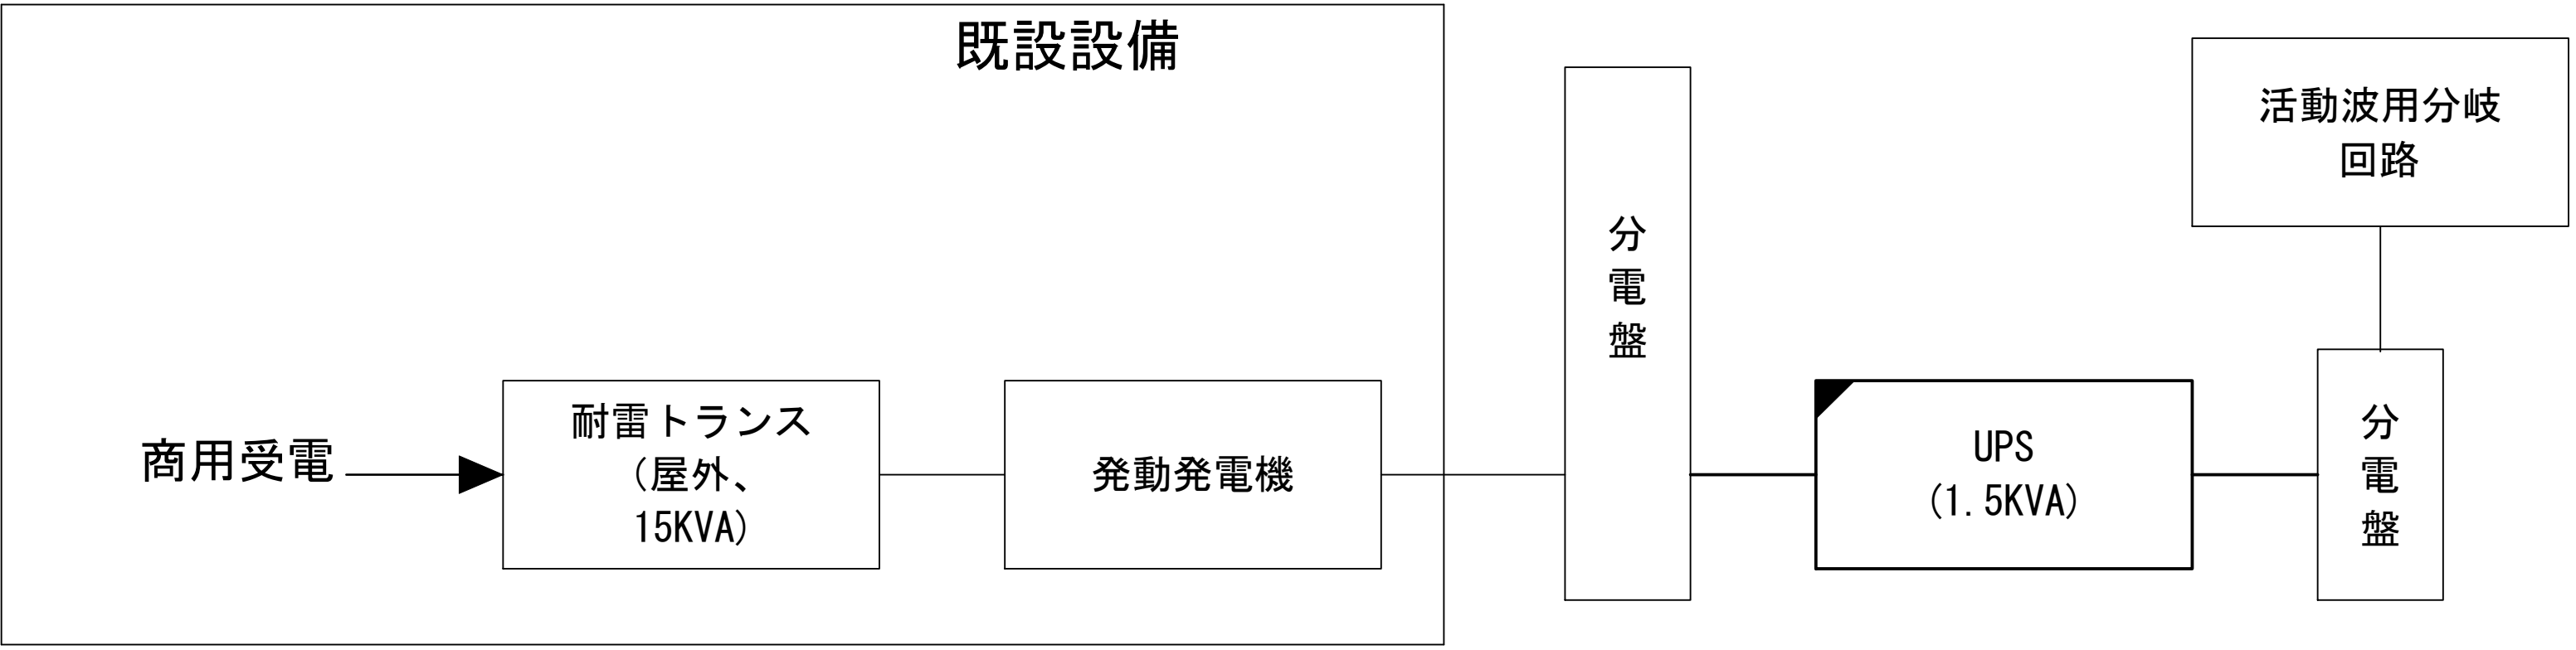 既設設備
商用受電
耐雷トランス
(屋外、
15KVA)
発動発電機
分電盤
UPS
(1.5KVA)
分電盤
活動波用分岐
回路